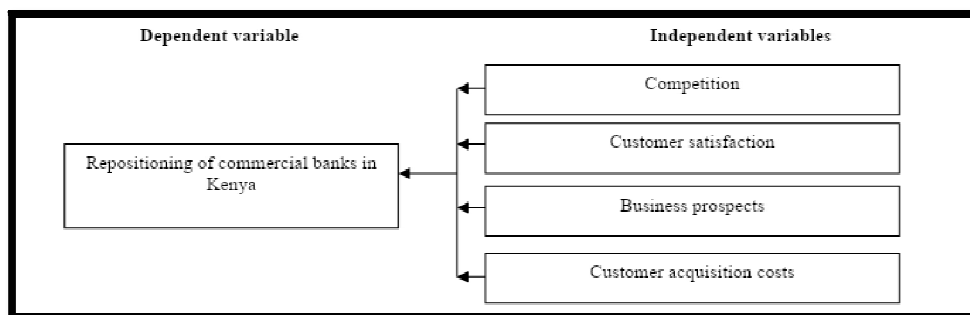 Dependent variable
Independent variables
Competition
Customer satisfaction
Repositioning of commercial banks in
Kenya
Business prospects
Customer acquisition costs